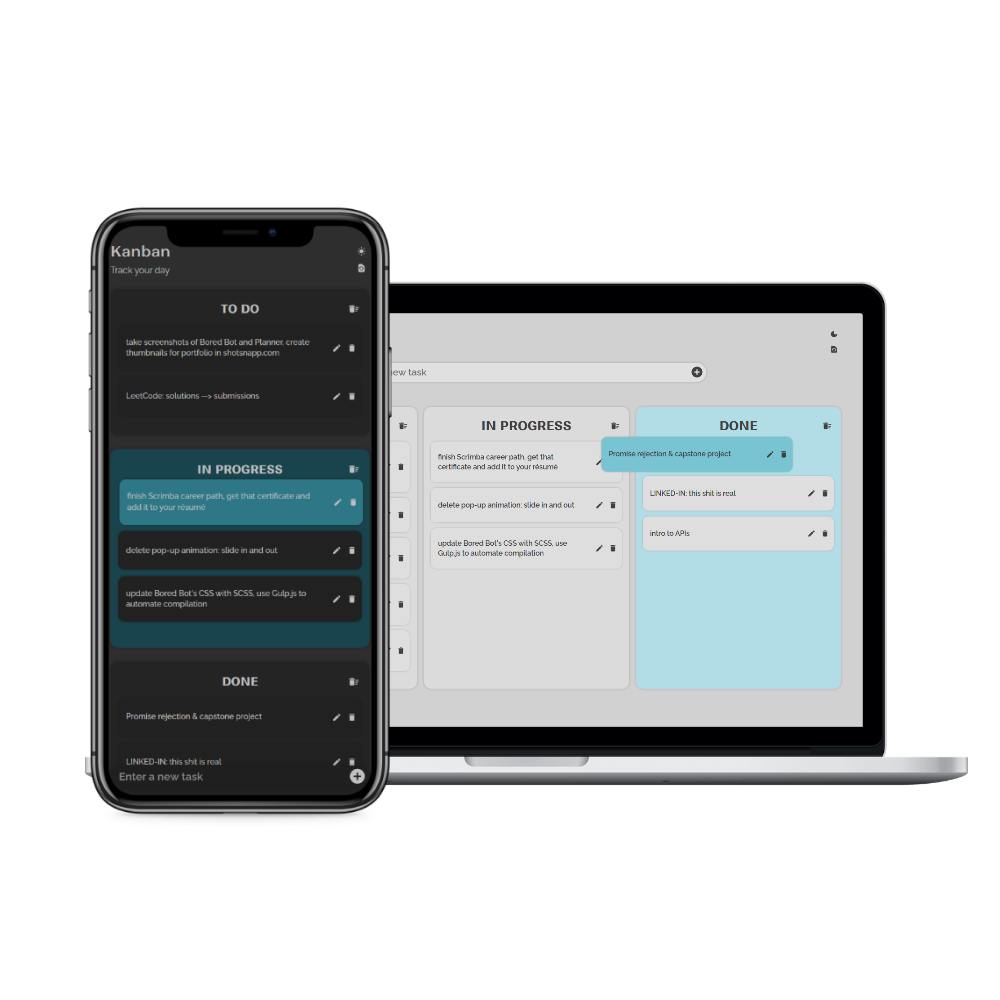 Kanban
Track your day
TO DO
take screenshots of Bored Bot and Planner, create
thumbnails for portfolio in shotsnapp.com
LeetCode: solutions --> submissions
IN PROGRESS
finish Scrimba career path, get that certificate and
add it to your résumé
delete pop-up animation: slide in and out
update Bored Bot's CSS with SCSS, use Gulp.js to
automate compilation
DONE
Promise rejection & capstone project
LINKED-IN: this shit is real
Enter a new task
new task
IN PROGRESS
finish Scrimba career path, get that
certificate and add it to your résumé
delete pop-up animation: slide in and out
update Bored Bot's CSS with SCSS, use
Gulp.js to automate compilation
DONE
Promise rejection & capstone project
LINKED-IN: this shit is real
intro to APIs